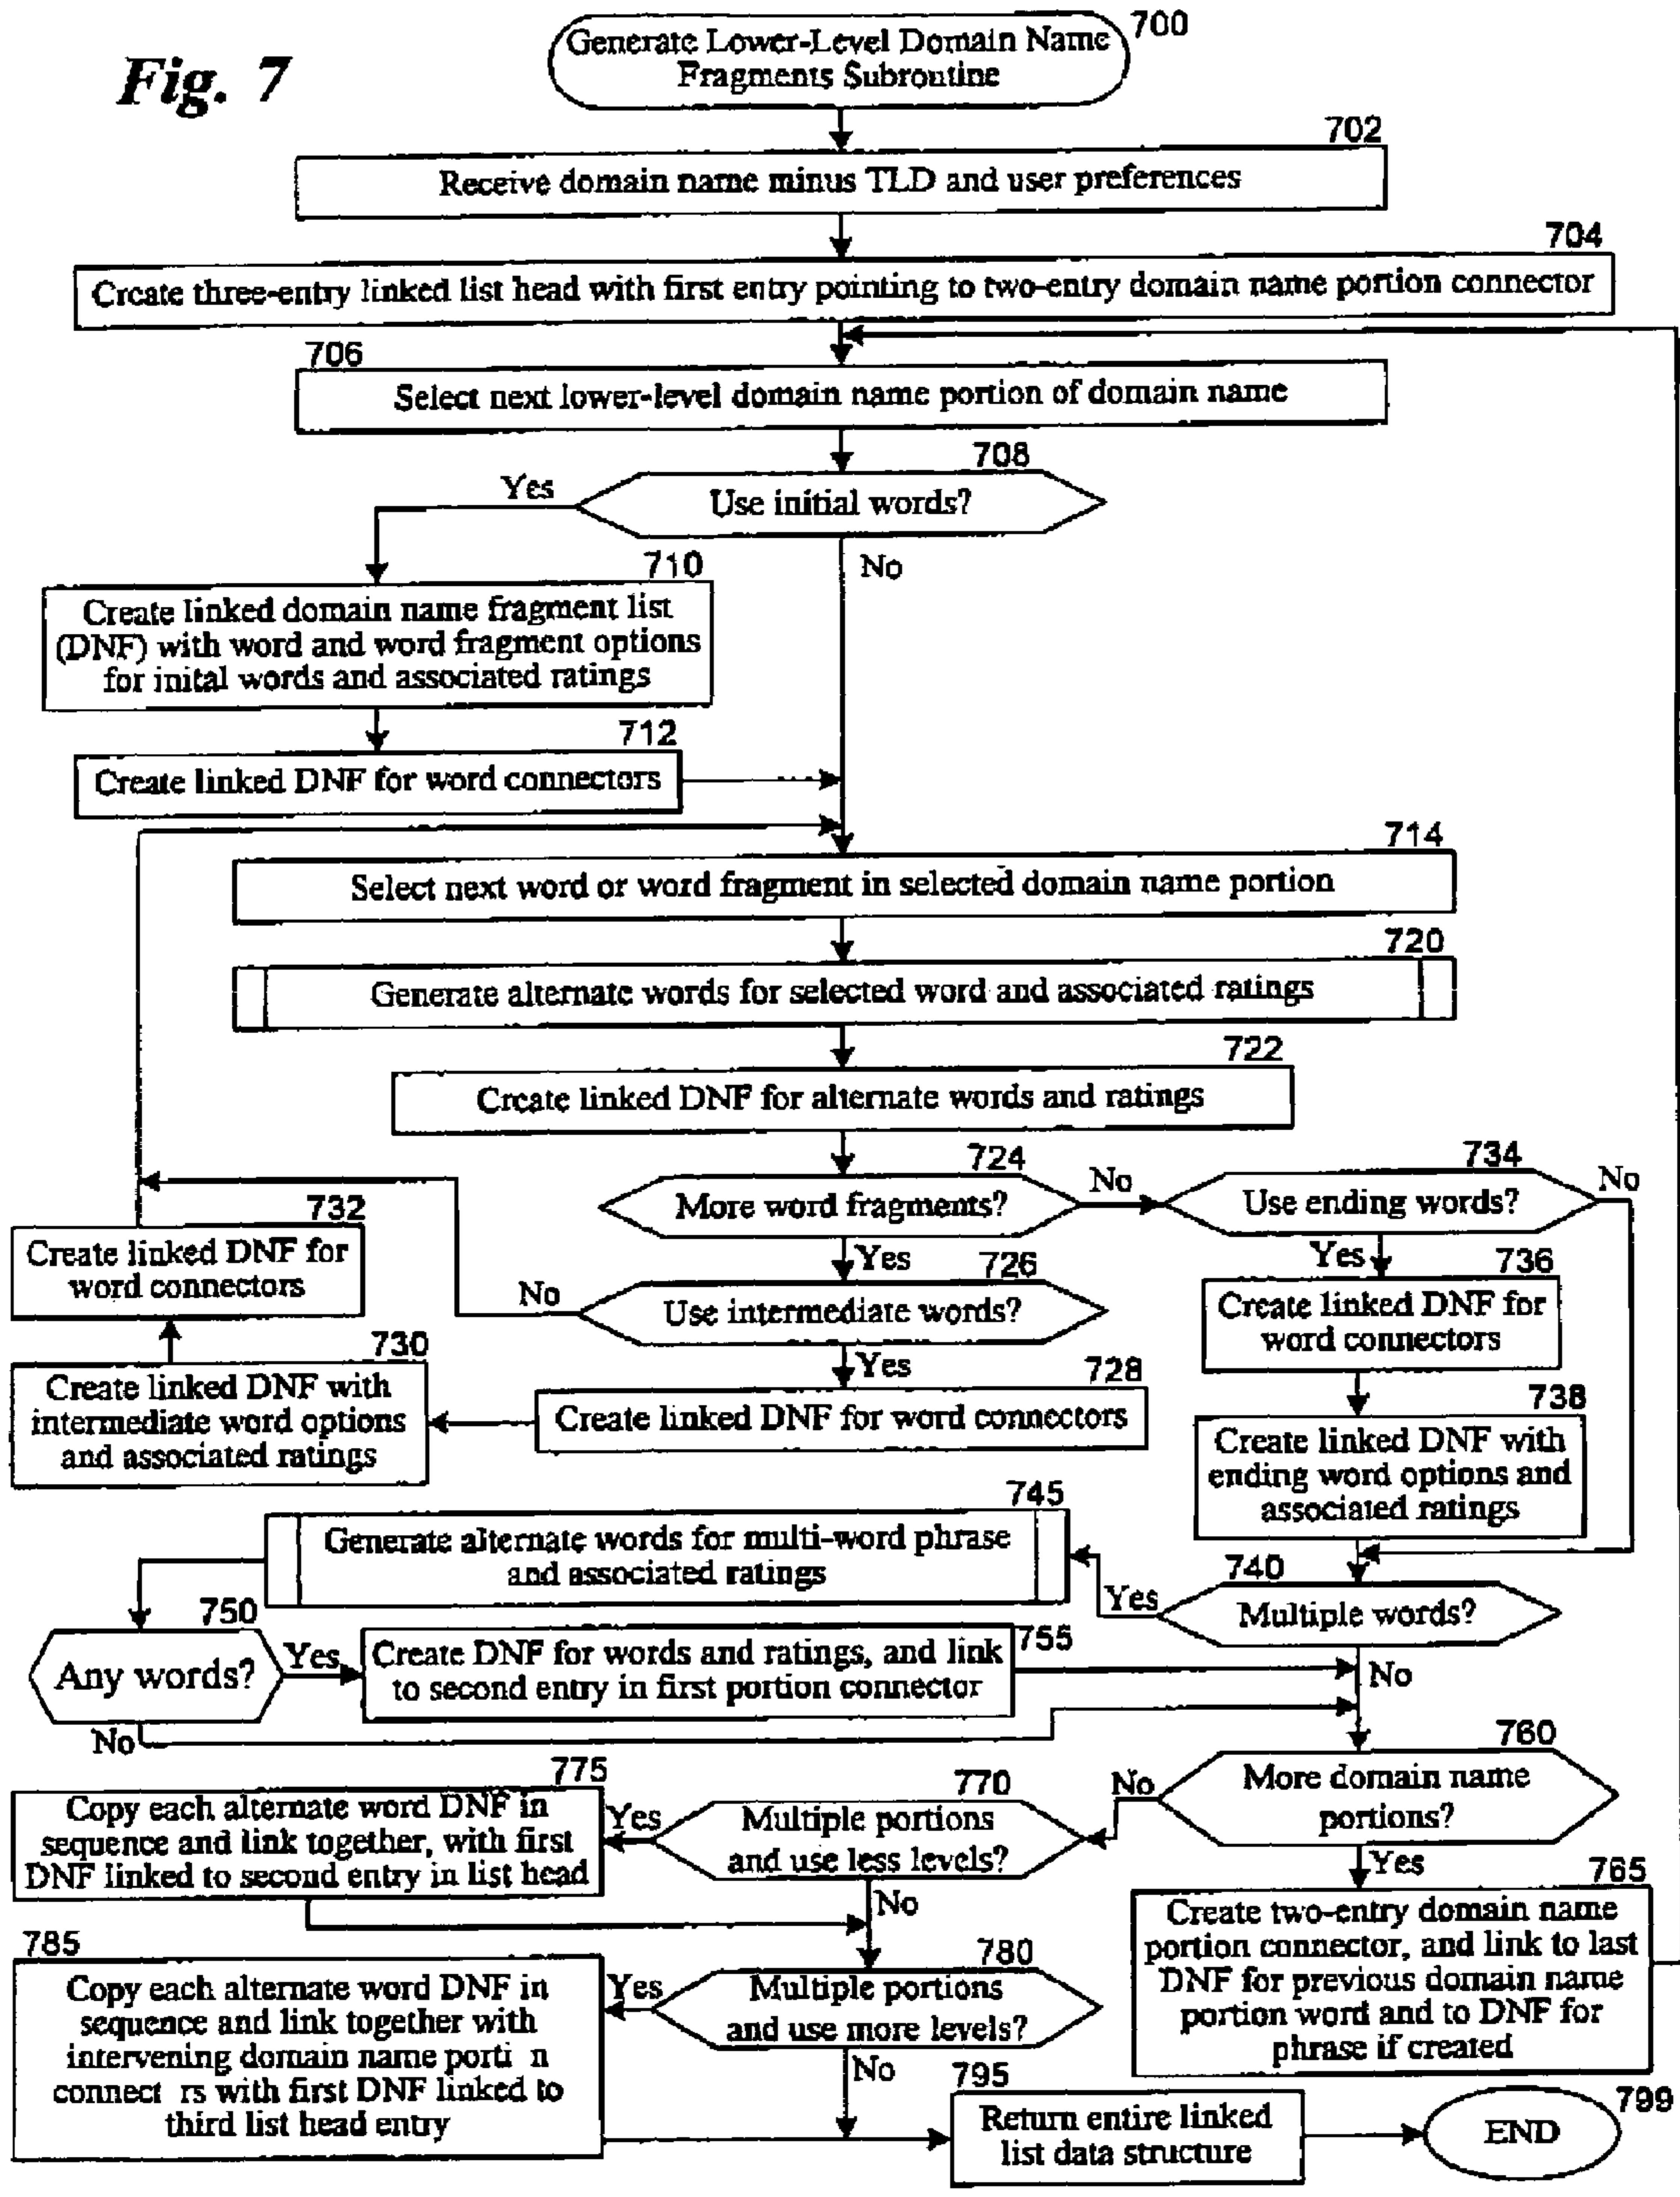 Fig. 7
700
Generate Lower-Level Domain Name
Fragments Subroutine
702
Receive domain name minus TLD and user preferences
704
Create three-entry linked list head with first entry pointing to two-entry domain name portion connector
706
Select next lower-level domain name portion of domain name
708
Use initial words?
Yes
No
710
Create linked domain name fragment list
(DNF) with word and word fragment options
for inital words and associated ratings
712
Create linked DNF for word connectors
714
Select next word or word fragment in selected domain name portion
720
Generate alternate words for selected word and associated ratings
722
Create linked DNF for alternate words and ratings
724
More word fragments?
No
Yes
734
Use ending words?
No
Yes
726
Use intermediate words?
No
Yes
728
Create linked DNF for word connectors
730
Create linked DNF with
intermediate word options
and associated ratings
732
Create linked DNF for
word connectors
736
Create linked DNF for
word connectors
738
Create linked DNF with
ending word options and
associated ratings
740
Multiple words?
Yes
No
745
Generate alternate words for multi-word phrase
and associated ratings
750
Any words?
Yes
No
755
Create DNF for words and ratings, and link
to second entry in first portion connector
760
More domain name
portions?
No
Yes
765
Create two-entry domain name
portion connector, and link to last
DNF for previous domain name
portion word and to DNF for
phrase if created
770
Multiple portions
and use less levels?
Yes
No
775
Copy each alternate word DNF in
sequence and link together, with first
DNF linked to second entry in list head
780
Multiple portions
and use more levels?
Yes
No
785
Copy each alternate word DNF in
sequence and link together with
intervening domain name porti n
connect rs with first DNF linked to
third list head entry
795
Return entire linked
list data structure
799
END